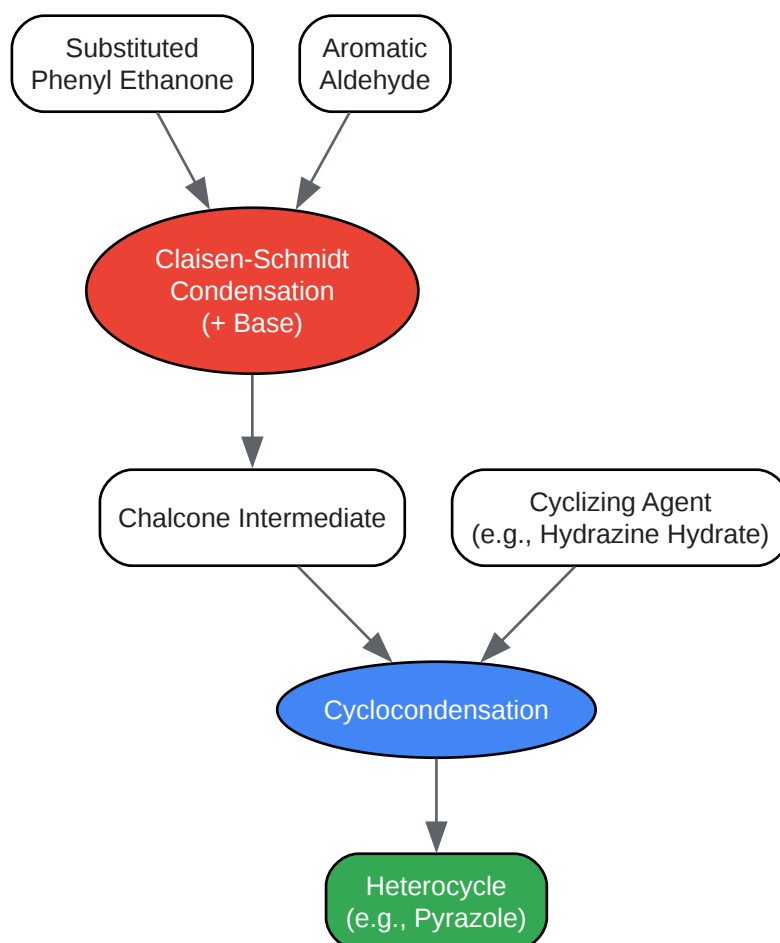 Substituted
Phenyl Ethanone
Aromatic
Aldehyde
Claisen-Schmidt
Condensation
(+ Base)
Chalcone Intermediate
Cyclizing Agent
(e.g., Hydrazine Hydrate)
Cyclocondensation
Heterocycle
(e.g., Pyrazole)